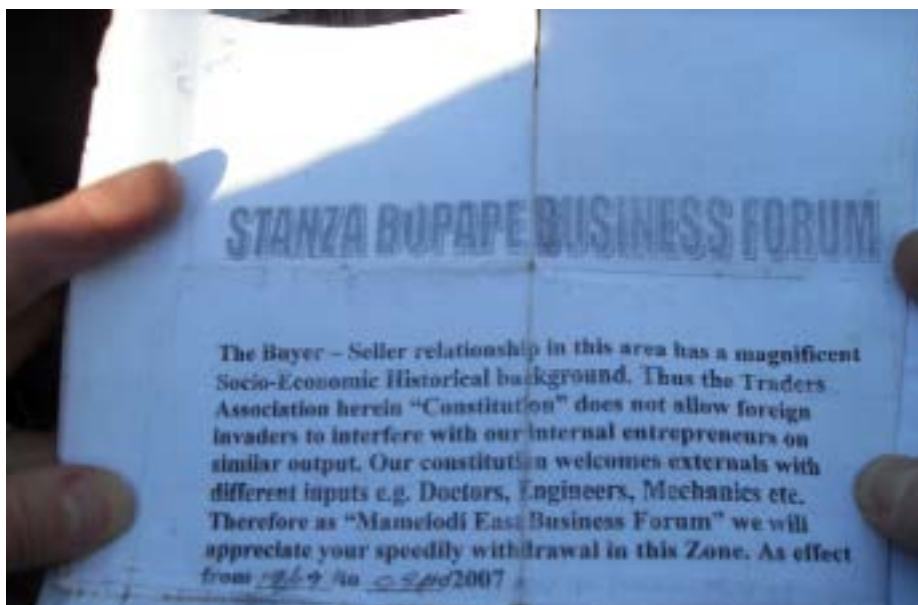 STANZA BOPAPE BUSINESS FORUM
The Buyer – Seller relationship in this area has a magnificent
Socio-Economic Historical background. Thus the Traders
Association herein “Constitution” does not allow foreign
invaders to interfere with our internal entrepreneurs on
similar output. Our constitution welcomes externals with
different inputs e.g. Doctors, Engineers, Mechanics etc.
Therefore as “Mamelodi East Business Forum” we will
appreciate your speedily withdrawal in this Zone. As effect
from to 2007